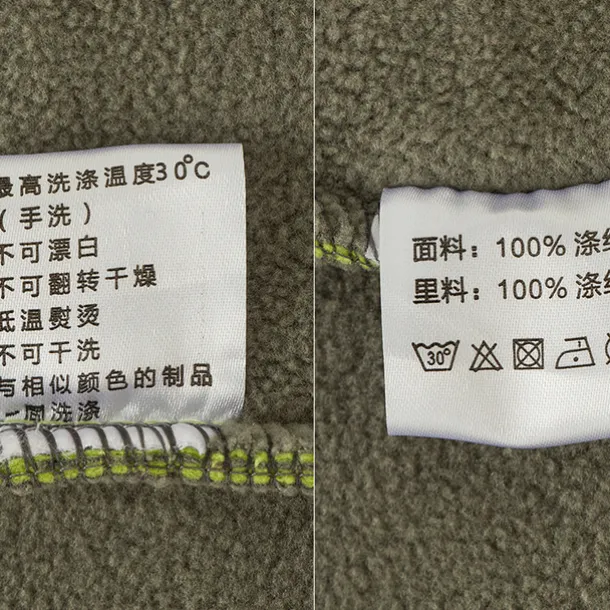 最高洗涤温度30°C
（手洗）
不可漂白
不可翻转干燥
低温熨烫
不可干洗
与相似颜色的制品
一同洗涤
面料：100% 涤
里料：100% 涤
30°